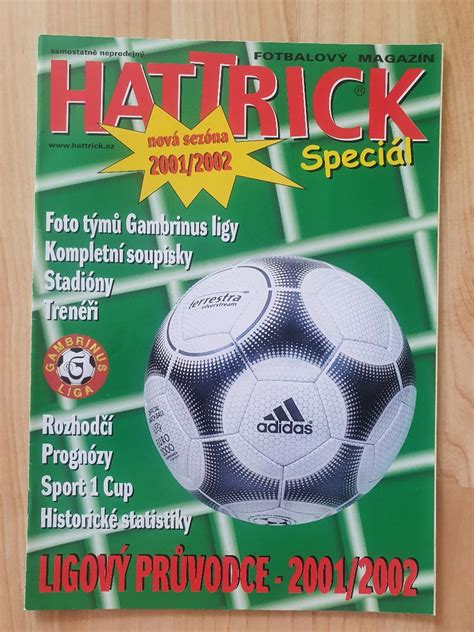 samostatně neprodejný
FOTBALOVÝ MAGAZÍN
HATTRICK®
www.hattrick.cz
nová sezóna
2001/2002
Speciál
Foto týmů Gambrinus ligy
Kompletní soupisky
Stadióny
Trenéři
terrestra
silverstream
GAMBRINUS
LIGA
adidas
Rozhodčí
Prognózy
Sport 1 Cup
Historické statistiky
LIGOVÝ PRŮVODCE - 2001/2002